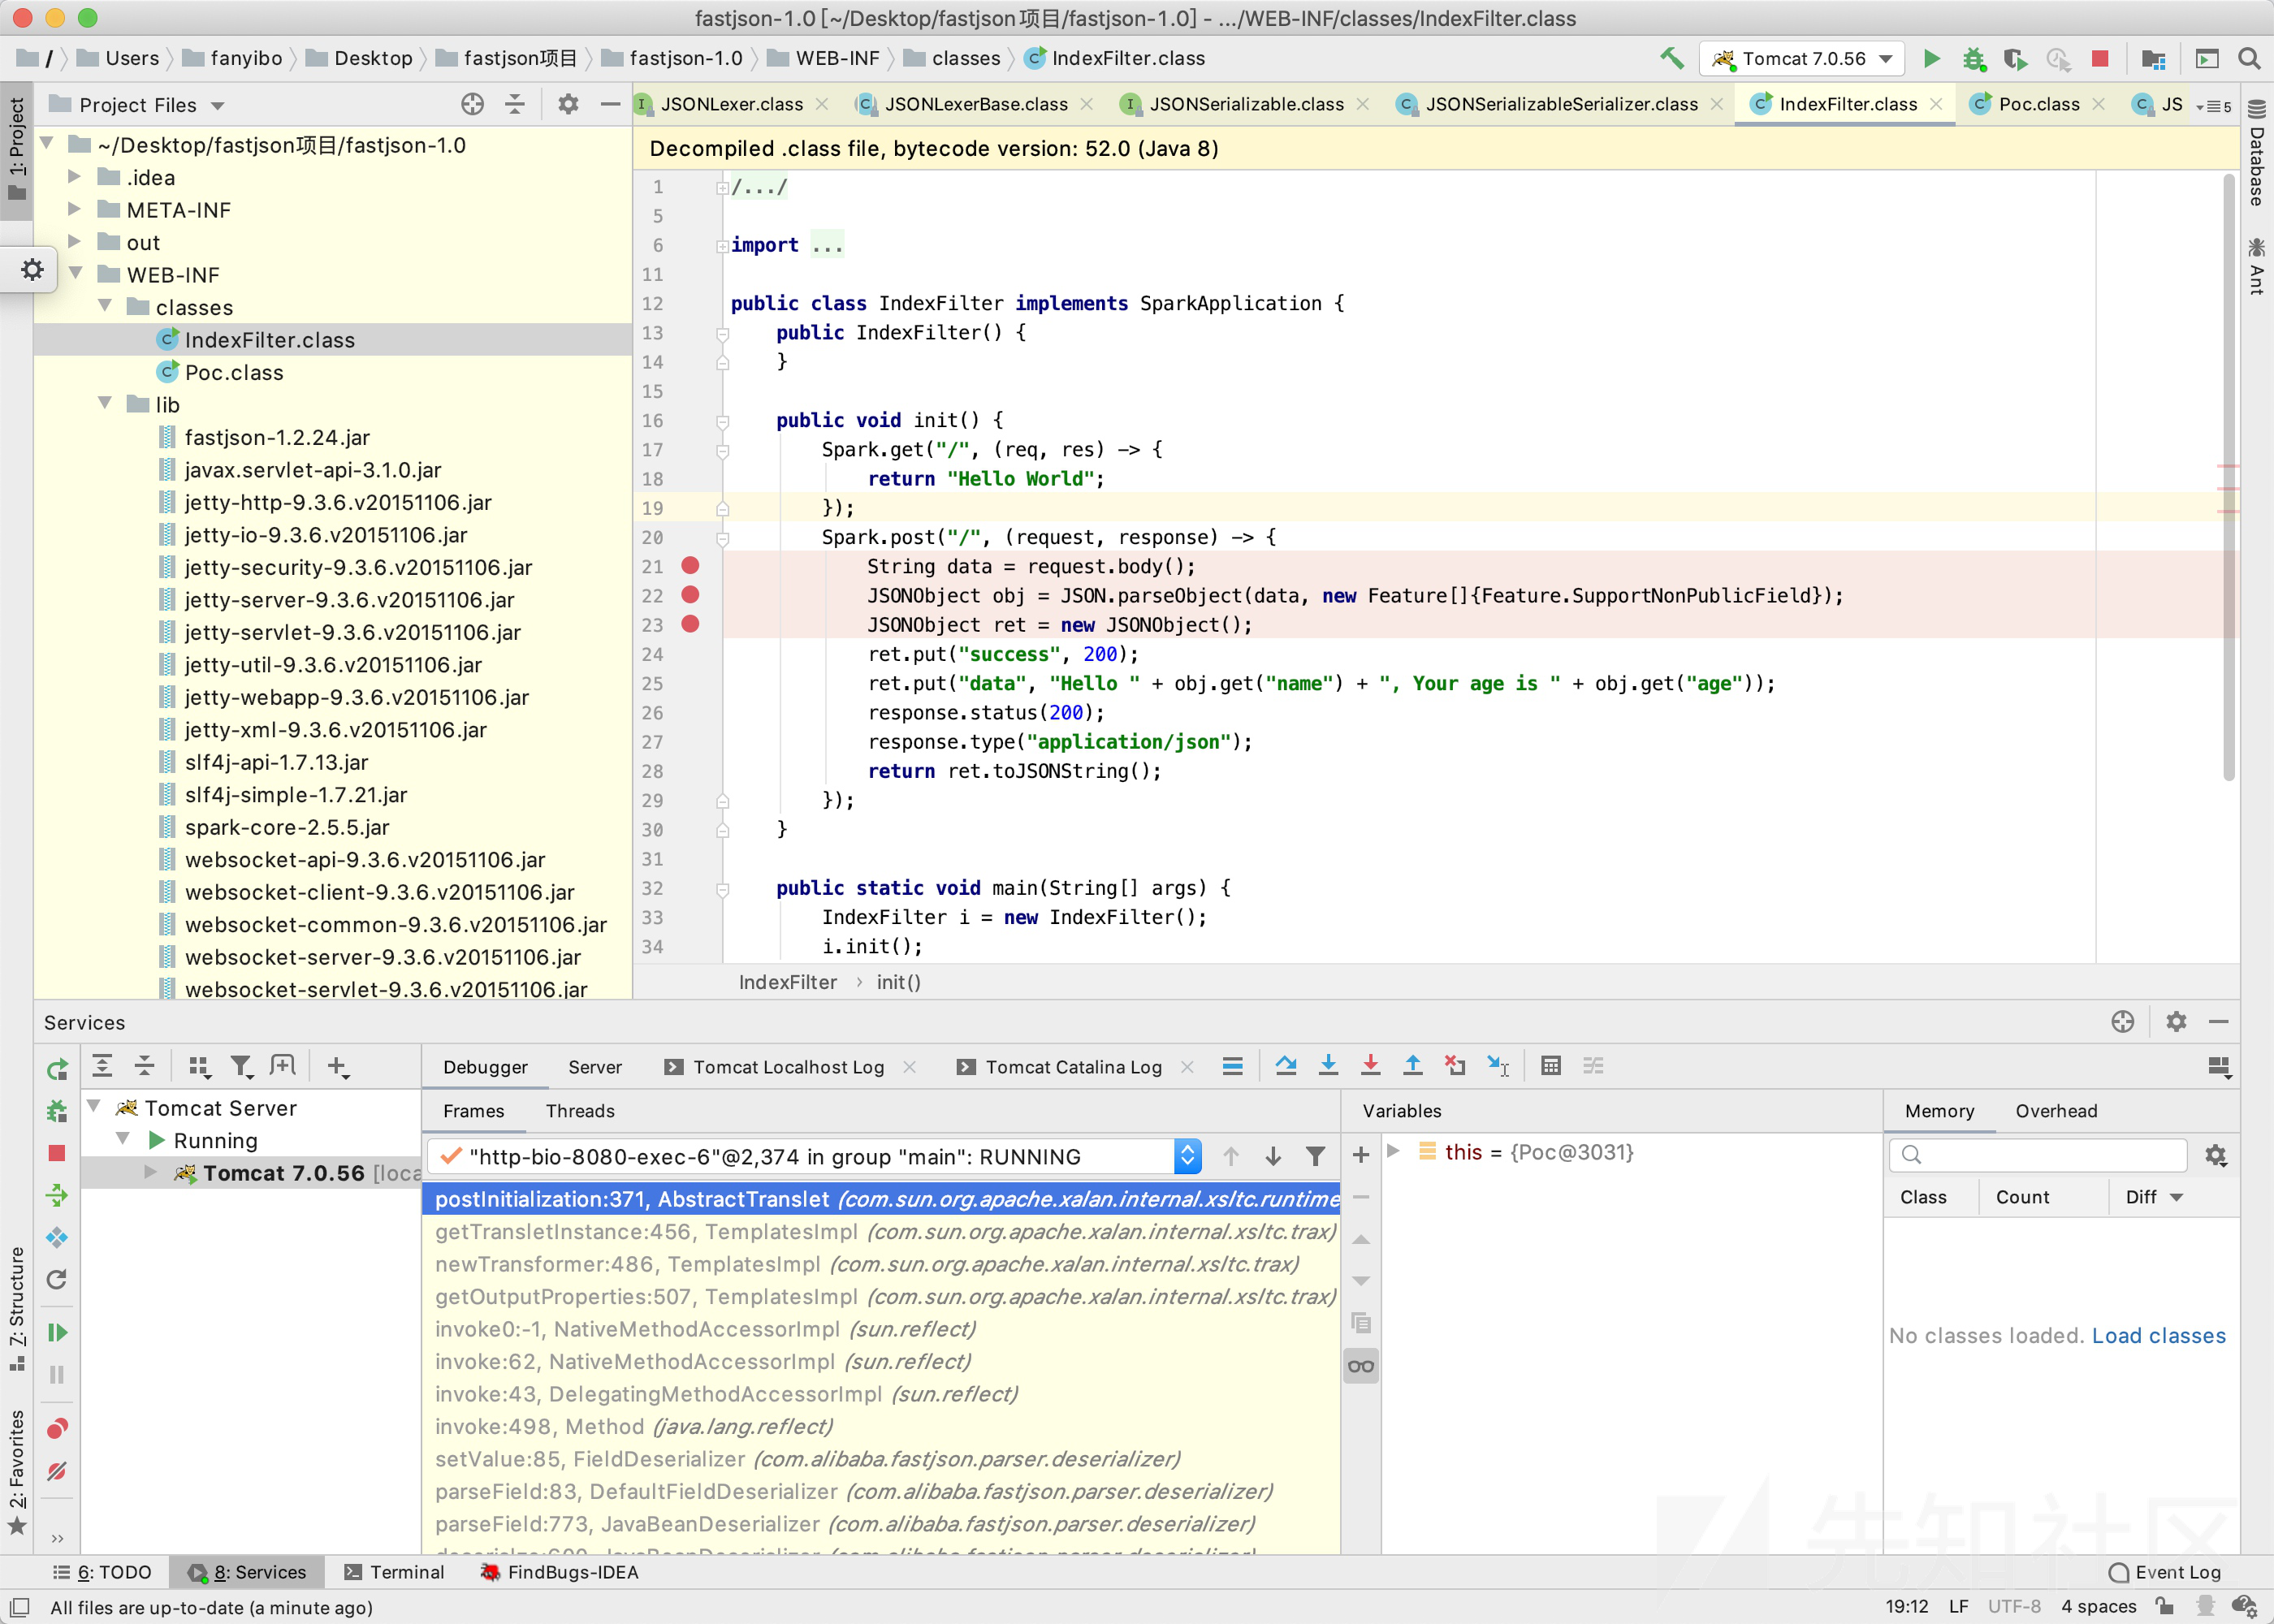 fastjson-1.0 [~/Desktop/fastjson项目/fastjson-1.0] - .../WEB-INF/classes/IndexFilter.class
/ Users fanyibo Desktop fastjson项目 fastjson-1.0 WEB-INF classes IndexFilter.class Tomcat 7.0.56
1: Project
Project Files
JSONLexer.class JSONLexerBase.class JSONSerializable.class JSONSerializableSerializer.class IndexFilter.class Poc.class JS 5
Database
Ant
~/Desktop/fastjson项目/fastjson-1.0
.idea
META-INF
out
WEB-INF
classes
IndexFilter.class
Poc.class
lib
fastjson-1.2.24.jar
javax.servlet-api-3.1.0.jar
jetty-http-9.3.6.v20151106.jar
jetty-io-9.3.6.v20151106.jar
jetty-security-9.3.6.v20151106.jar
jetty-server-9.3.6.v20151106.jar
jetty-servlet-9.3.6.v20151106.jar
jetty-util-9.3.6.v20151106.jar
jetty-webapp-9.3.6.v20151106.jar
jetty-xml-9.3.6.v20151106.jar
slf4j-api-1.7.13.jar
slf4j-simple-1.7.21.jar
spark-core-2.5.5.jar
websocket-api-9.3.6.v20151106.jar
websocket-client-9.3.6.v20151106.jar
websocket-common-9.3.6.v20151106.jar
websocket-server-9.3.6.v20151106.jar
websocket-servlet-9.3.6.v20151106.jar
Decompiled .class file, bytecode version: 52.0 (Java 8)
1 /.../
5
6 import ...
11
12 public class IndexFilter implements SparkApplication {
13 public IndexFilter() {
14 }
15
16 public void init() {
17 Spark.get("/", (req, res) -> {
18 return "Hello World";
19 });
20 Spark.post("/", (request, response) -> {
21 String data = request.body();
22 JSONObject obj = JSON.parseObject(data, new Feature[]{Feature.SupportNonPublicField});
23 JSONObject ret = new JSONObject();
24 ret.put("success", 200);
25 ret.put("data", "Hello " + obj.get("name") + ", Your age is " + obj.get("age"));
26 response.status(200);
27 response.type("application/json");
28 return ret.toJSONString();
29 });
30 }
31
32 public static void main(String[] args) {
33 IndexFilter i = new IndexFilter();
34 i.init();
IndexFilter › init()
Services
Debugger Server Tomcat Localhost Log Tomcat Catalina Log
Tomcat Server
Running
Tomcat 7.0.56 [loca
Frames Threads
"http-bio-8080-exec-6"@2,374 in group "main": RUNNING
postInitialization:371, AbstractTranslet (com.sun.org.apache.xalan.internal.xsltc.runtime
getTransletInstance:456, TemplatesImpl (com.sun.org.apache.xalan.internal.xsltc.trax)
newTransformer:486, TemplatesImpl (com.sun.org.apache.xalan.internal.xsltc.trax)
getOutputProperties:507, TemplatesImpl (com.sun.org.apache.xalan.internal.xsltc.trax)
invoke0:-1, NativeMethodAccessorImpl (sun.reflect)
invoke:62, NativeMethodAccessorImpl (sun.reflect)
invoke:43, DelegatingMethodAccessorImpl (sun.reflect)
invoke:498, Method (java.lang.reflect)
setValue:85, FieldDeserializer (com.alibaba.fastjson.parser.deserializer)
parseField:83, DefaultFieldDeserializer (com.alibaba.fastjson.parser.deserializer)
parseField:773, JavaBeanDeserializer (com.alibaba.fastjson.parser.deserializer)
Variables
this = {Poc@3031}
Memory Overhead
Class Count Diff
No classes loaded. Load classes
7: Structure
2: Favorites
先知社区
6: TODO 8: Services Terminal FindBugs-IDEA Event Log
All files are up-to-date (a minute ago) 19:12 LF UTF-8 4 spaces